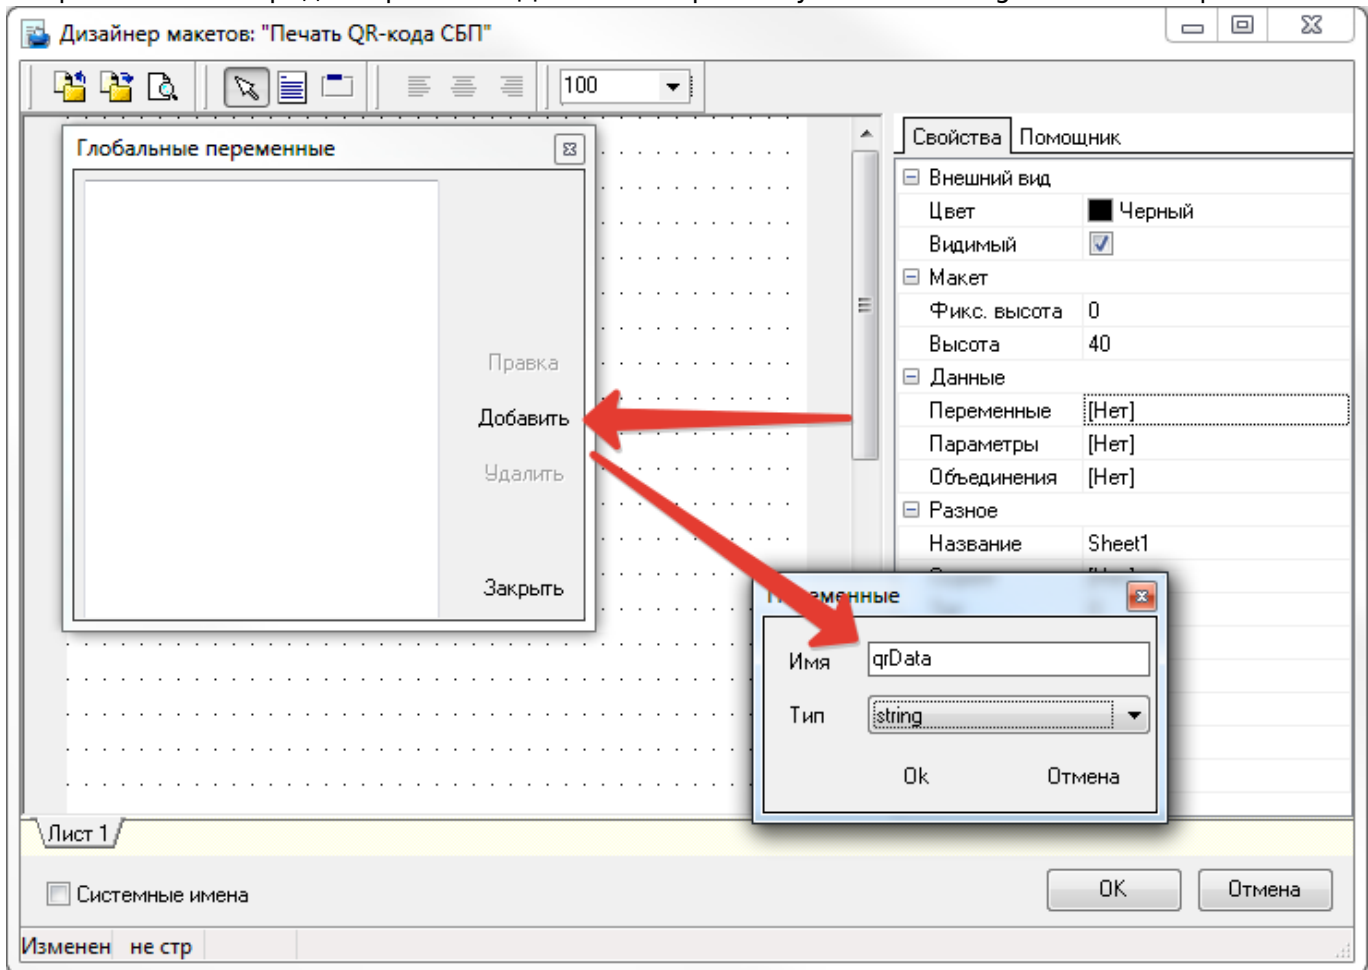 Дизайнер макетов: "Печать QR-кода СБП"
100
Глобальные переменные
Правка
Добавить
Удалить
Закрыть
Свойства Помощник
Внешний вид
Цвет Черный
Видимый
Макет
Фикс. высота 0
Высота 40
Данные
Переменные [Нет]
Параметры [Нет]
Объединения [Нет]
Разное
Название Sheet1
Имя qrData
Тип string
Ok Отмена
Лист 1
Системные имена
OK Отмена
Изменен не стр